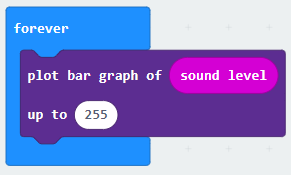 forever
plot bar graph of sound level
up to 255